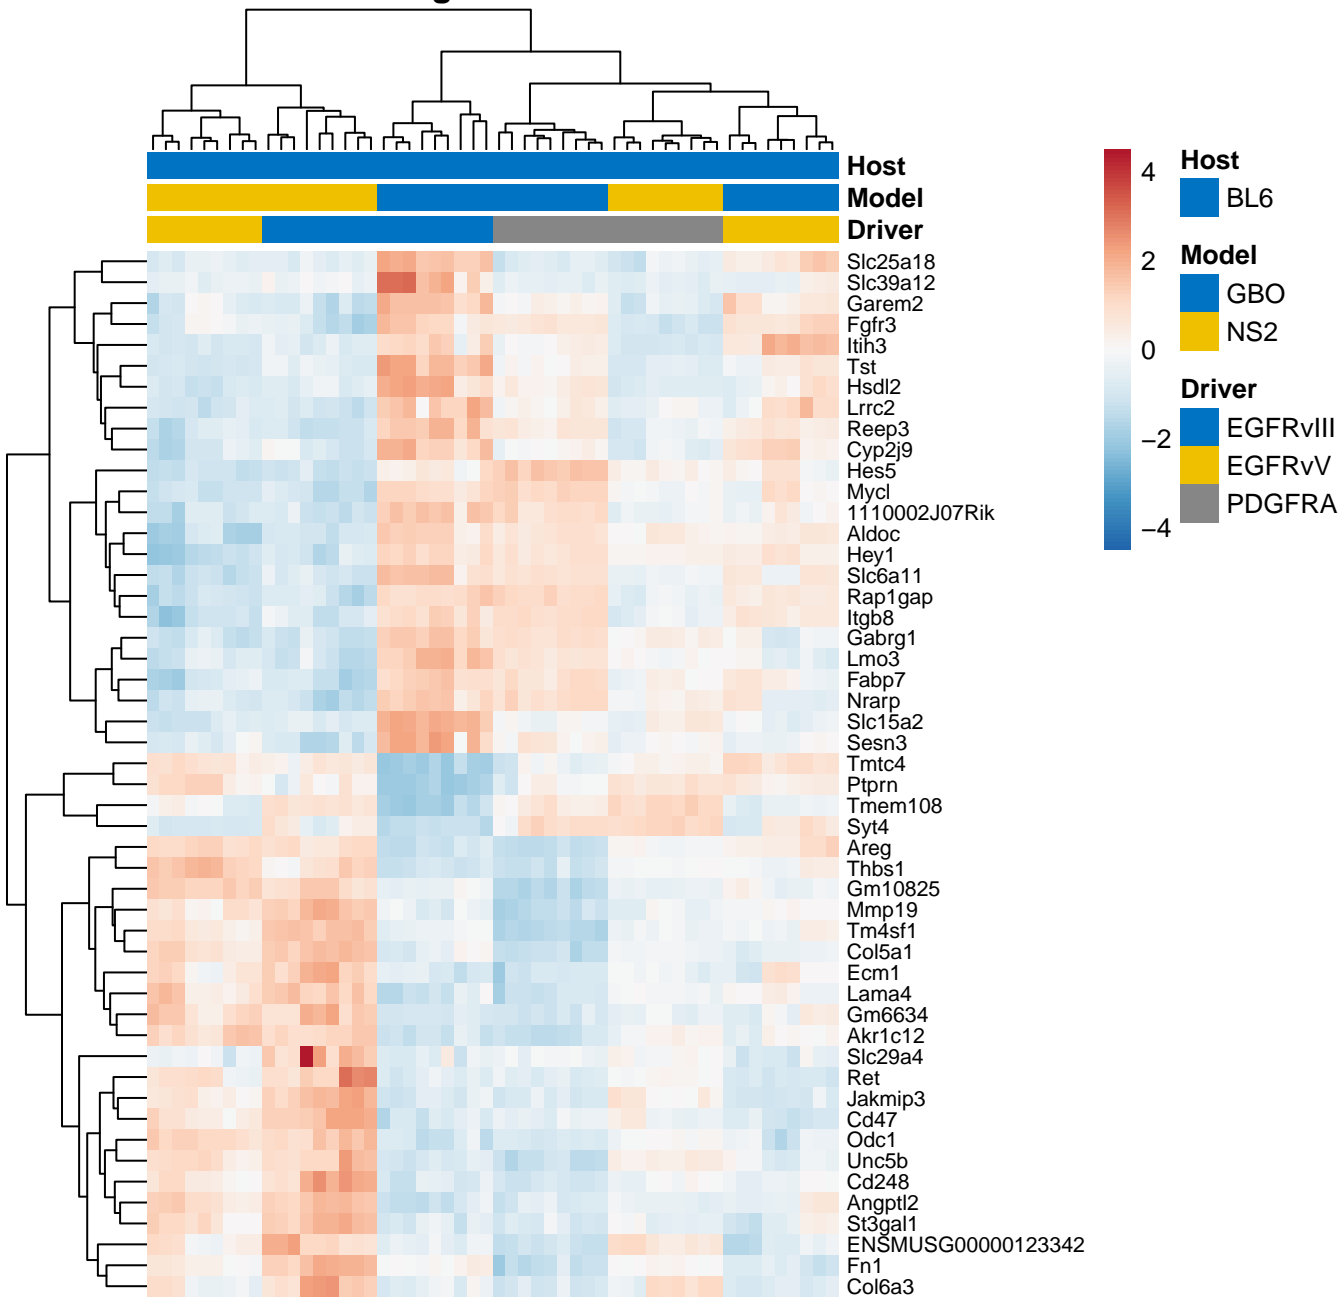 Host
Model
Driver
Slc25a18
Slc39a12
Garem2
Fgfr3
Itih3
Tst
Hsdl2
Lrrc2
Reep3
Cyp2j9
Hes5
Mycl
1110002J07Rik
Aldoc
Hey1
Slc6a11
Rap1gap
Itgb8
Gabrg1
Lmo3
Fabp7
Nrarp
Slc15a2
Sesn3
Tmtc4
Ptprn
Tmem108
Syt4
Areg
Thbs1
Gm10825
Mmp19
Tm4sf1
Col5a1
Ecm1
Lama4
Gm6634
Akr1c12
Slc29a4
Ret
Jakmip3
Cd47
Odc1
Unc5b
Cd248
Angptl2
St3gal1
ENSMUSG00000123342
Fn1
Col6a3
4
2
0
−2
−4
Host
BL6
Model
GBO
NS2
Driver
EGFRvIII
EGFRvV
PDGFRA